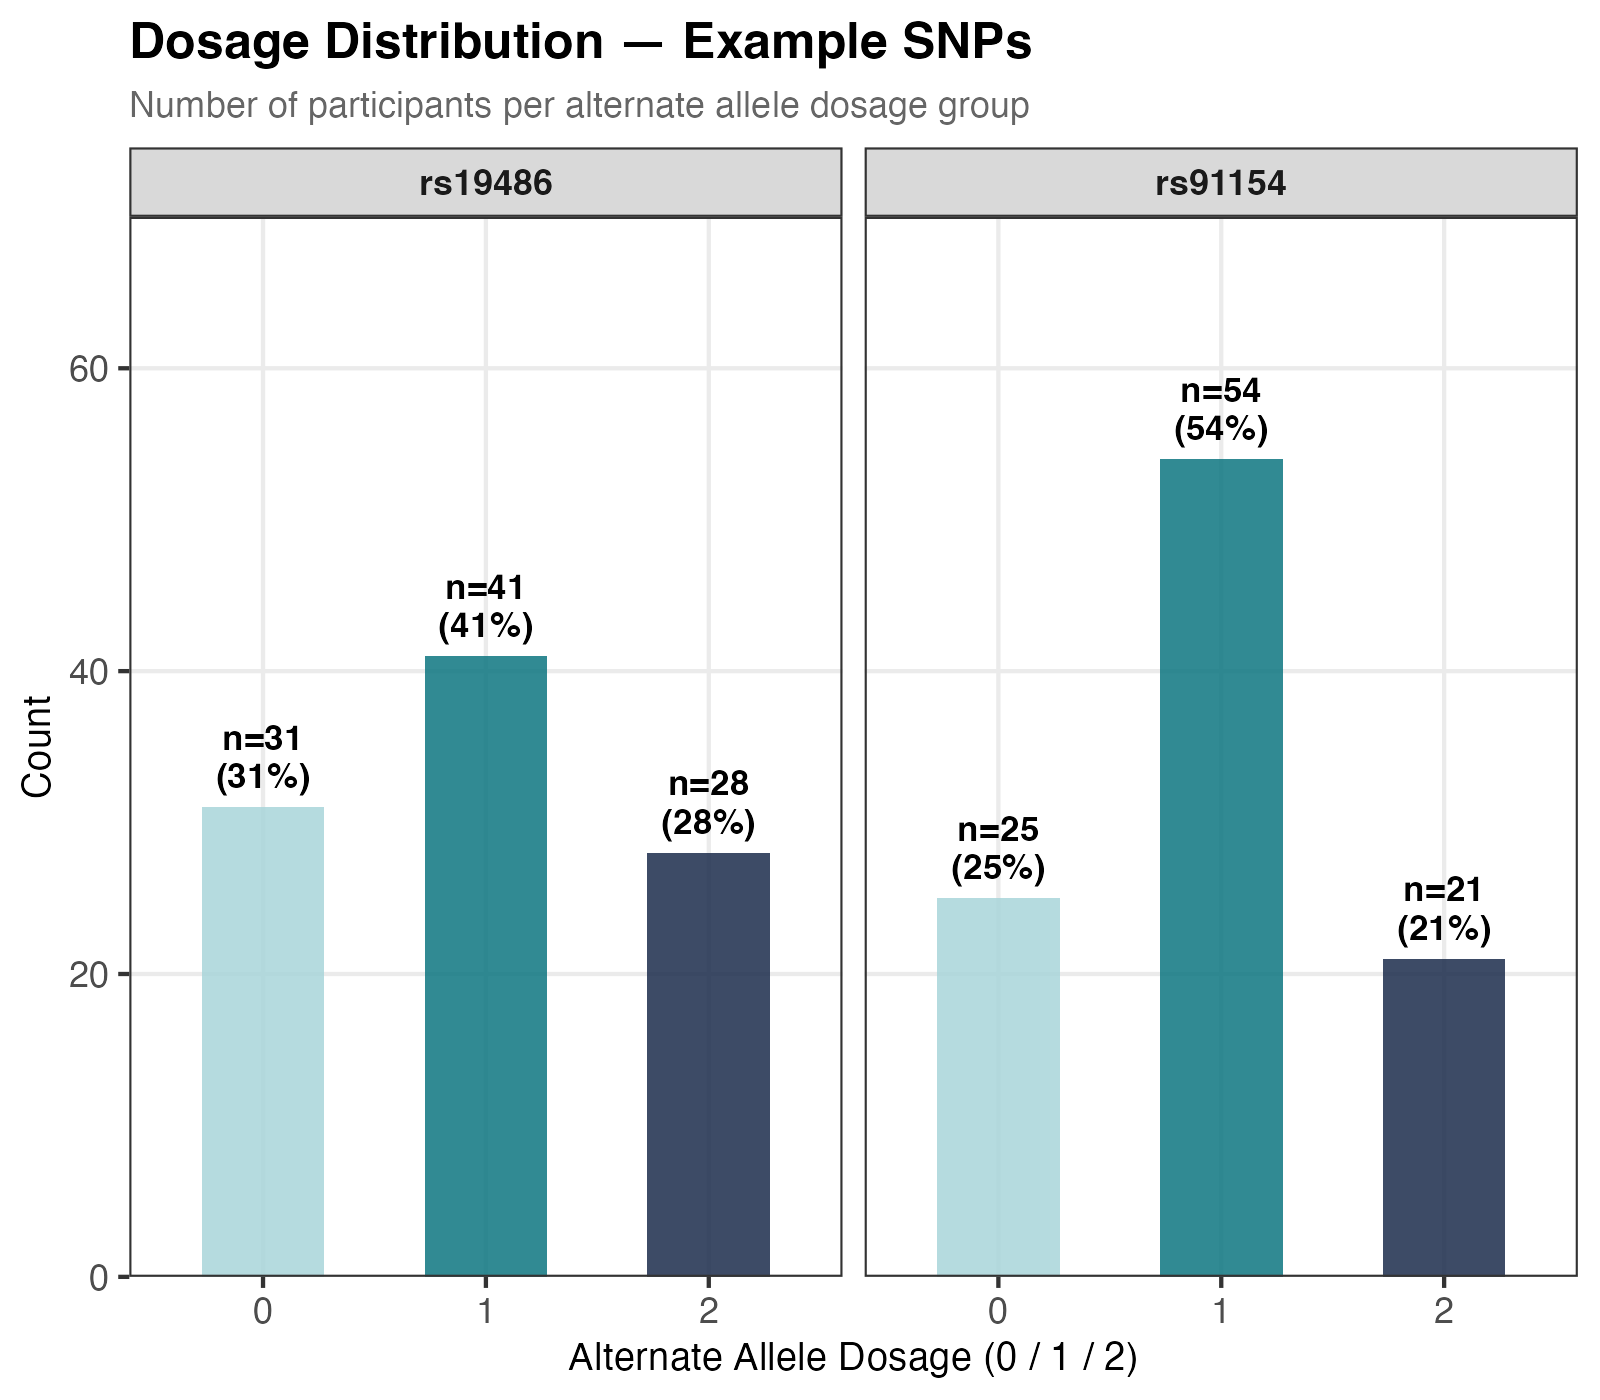 Dosage Distribution — Example SNPs
Number of participants per alternate allele dosage group
rs19486
rs91154
Count
60
40
20
0
n=31
(31%)
n=41
(41%)
n=28
(28%)
n=25
(25%)
n=54
(54%)
n=21
(21%)
0
1
2
0
1
2
Alternate Allele Dosage (0 / 1 / 2)